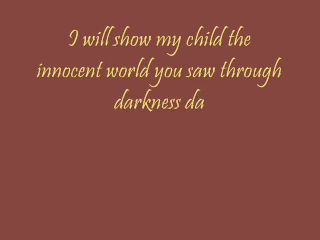 I will show my child the
innocent world you saw through
darkness da